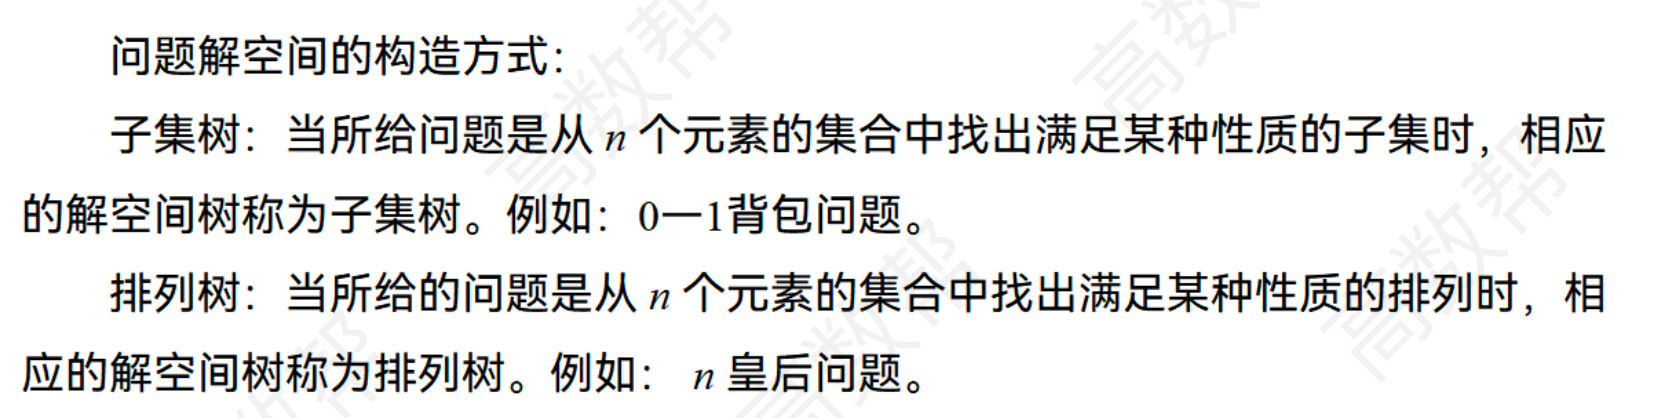 问题解空间的构造方式：
子集树：当所给问题是从 n 个元素的集合中找出满足某种性质的子集时，相应
的解空间树称为子集树。例如：0一1背包问题。
排列树：当所给的问题是从 n 个元素的集合中找出满足某种性质的排列时，相
应的解空间树称为排列树。例如： n 皇后问题。
高数帮
高数
高数帮
高数帮
帮